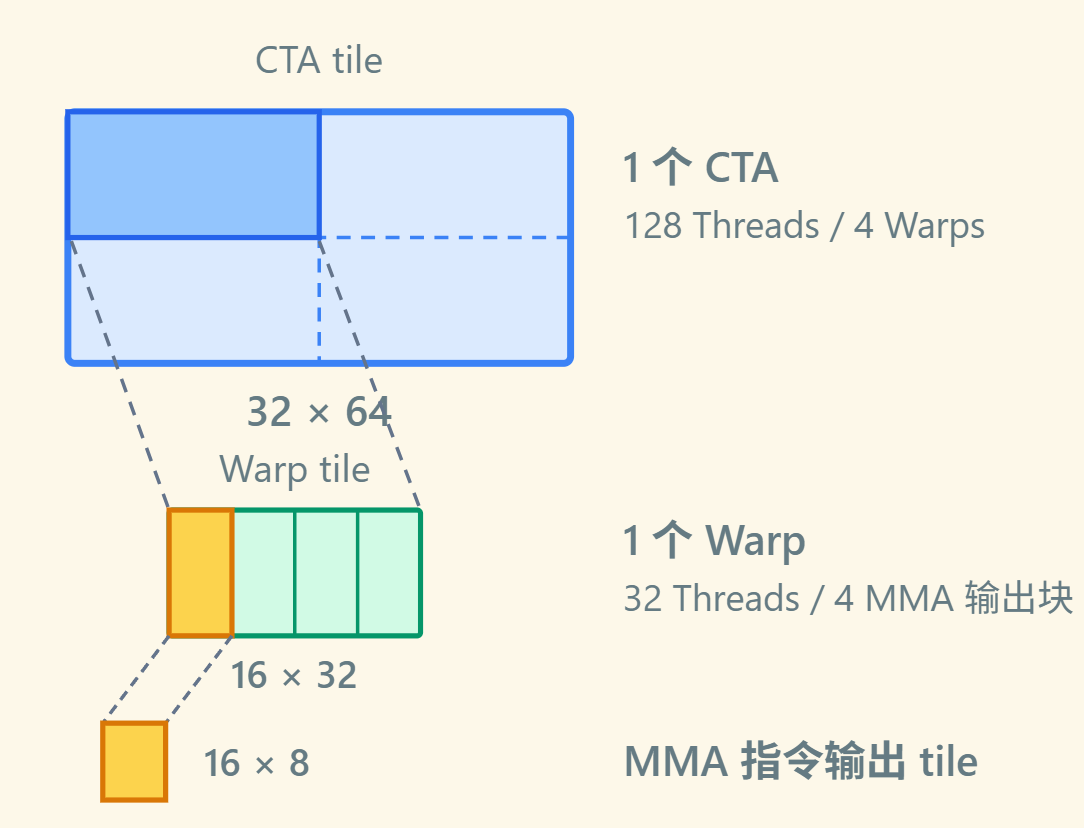 CTA tile
1 个 CTA
128 Threads / 4 Warps
32 × 64
Warp tile
1 个 Warp
32 Threads / 4 MMA 输出块
16 × 32
16 × 8
MMA 指令输出 tile